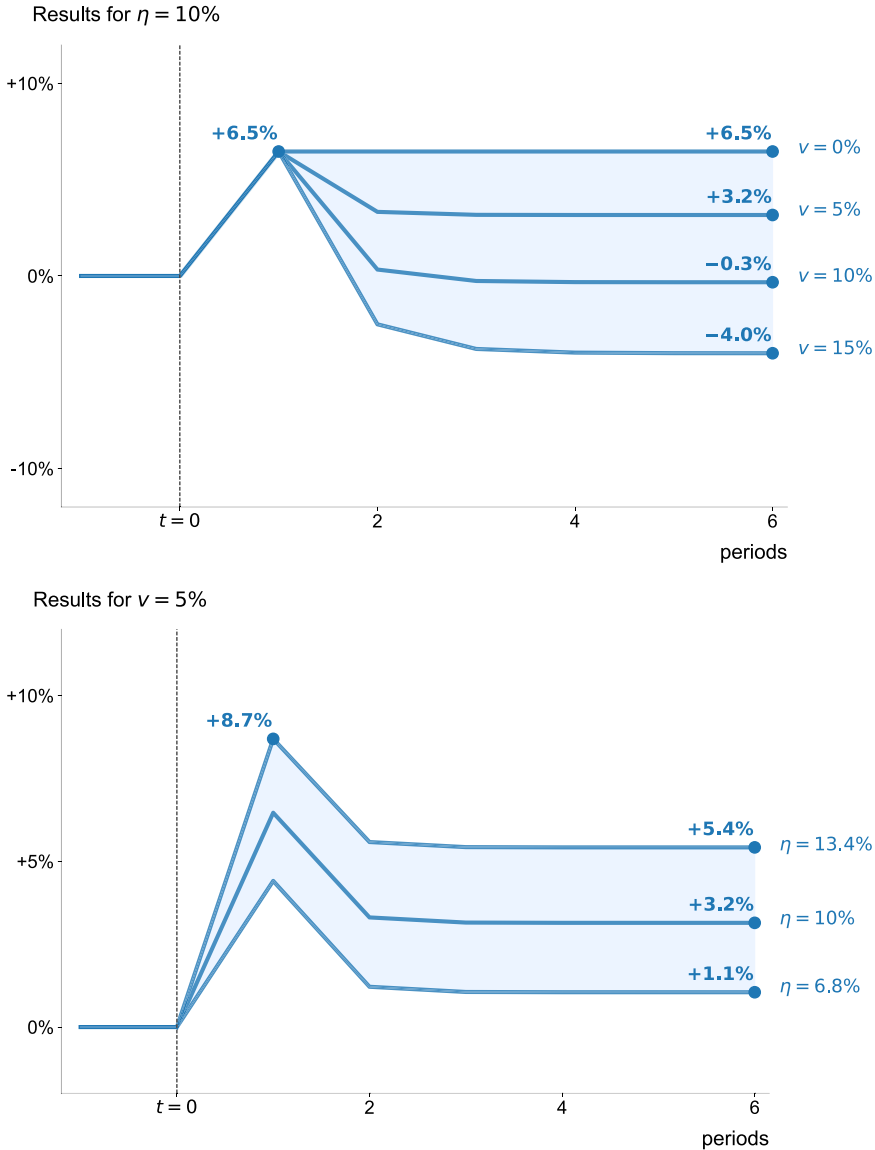 Results for η = 10%
+10%
+6.5% +6.5% v = 0%
+3.2% v = 5%
0% −0.3% v = 10%
−4.0% v = 15%
-10%
t = 0 2 4 6
periods
Results for v = 5%
+10%
+8.7%
+5% +5.4% η = 13.4%
+3.2% η = 10%
+1.1% η = 6.8%
0%
t = 0 2 4 6
periods